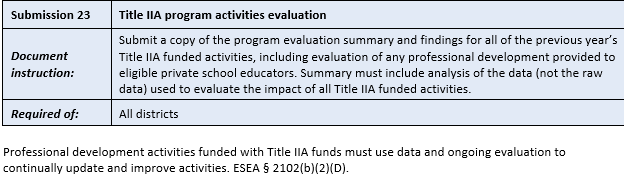 Submission 23 Title IIA program activities evaluation
Document instruction: Submit a copy of the program evaluation summary and findings for all of the previous year's
Title IIA funded activities, including evaluation of any professional development provided to
eligible private school educators. Summary must include analysis of the data (not the raw
data) used to evaluate the impact of all Title IIA funded activities.
Required of: All districts
Professional development activities funded with Title IIA funds must use data and ongoing evaluation to
continually update and improve activities. ESEA § 2102(b)(2)(D).